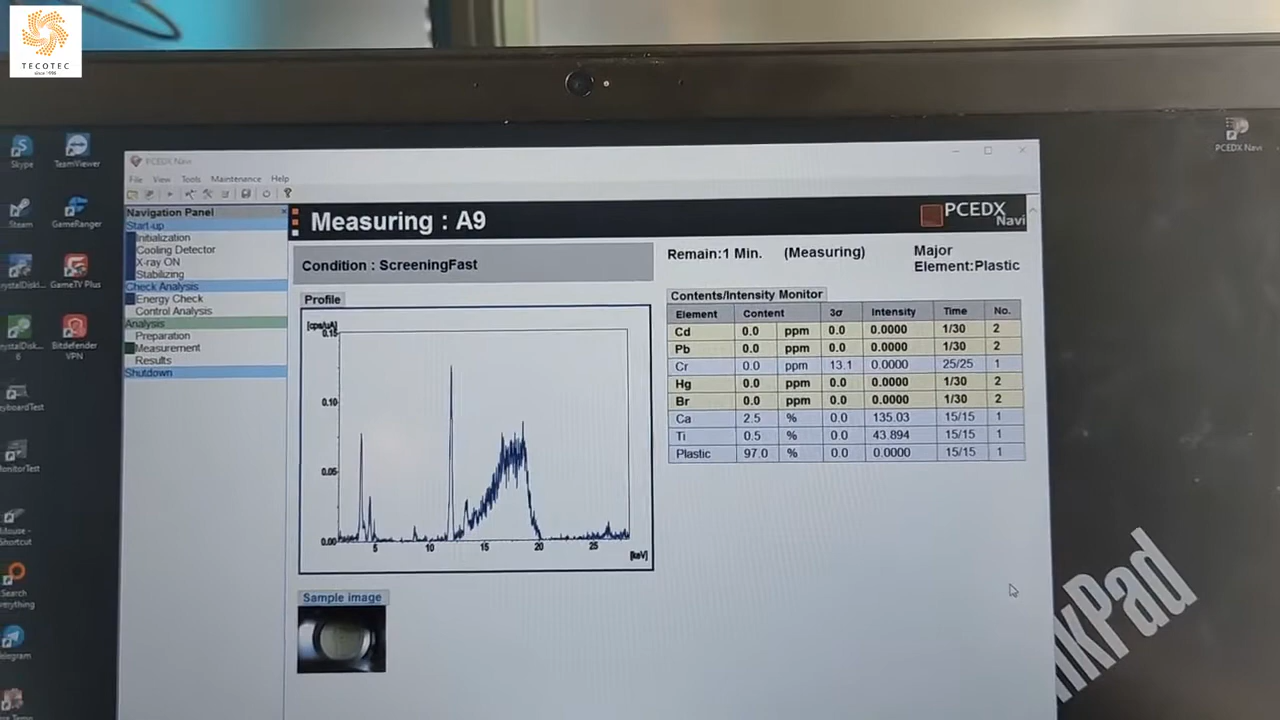 TECOTEC
since 1996
Skype
TeamViewer
Steam
GameRanger
GameTV Plus
Bitdefender
VPN
Search
PCEDX Navi
PCEDX Navi
File View Tools Maintenance Help
Navigation Panel
Start-up
Initialization
Cooling Detector
X-ray ON
Stabilizing
Check Analysis
Energy Check
Control Analysis
Analysis
Preparation
Measurement
Results
Shutdown
Measuring : A9
PCEDX
Navi
Condition : ScreeningFast
Remain:1 Min. (Measuring)
Major
Element:Plastic
Profile
[cps/uA]
0.15
0.10
0.05
0.00
5 10 15 20 25
[keV]
Contents/Intensity Monitor
Element Content 3σ Intensity Time No.
Cd 0.0 ppm 0.0 0.0000 1/30 2
Pb 0.0 ppm 0.0 0.0000 1/30 2
Cr 0.0 ppm 13.1 0.0000 25/25 1
Hg 0.0 ppm 0.0 0.0000 1/30 2
Br 0.0 ppm 0.0 0.0000 1/30 2
Ca 2.5 % 0.0 135.03 15/15 1
Ti 0.5 % 0.0 43.894 15/15 1
Plastic 97.0 % 0.0 0.0000 15/15 1
Sample image
nkPad